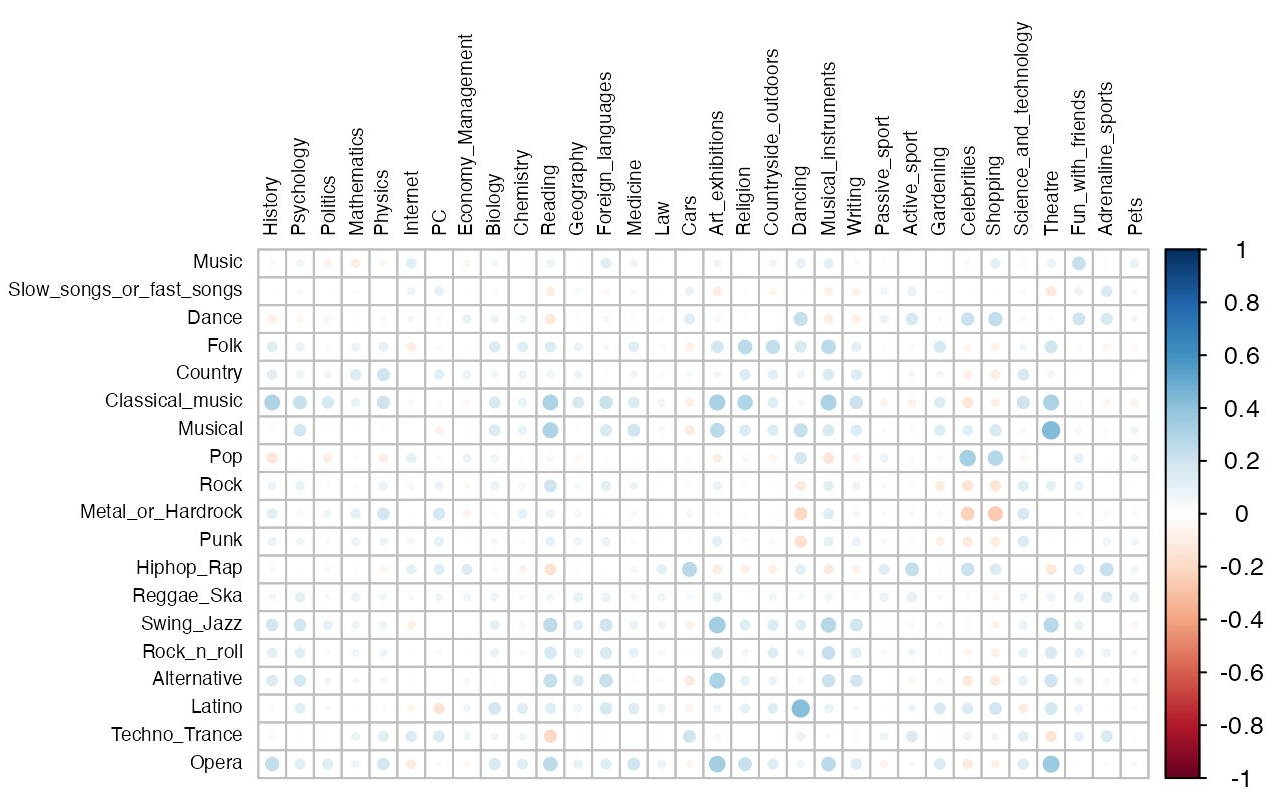 History
Psychology
Politics
Mathematics
Physics
Internet
PC
Economy_Management
Biology
Chemistry
Reading
Geography
Foreign_languages
Medicine
Law
Cars
Art_exhibitions
Religion
Countryside_outdoors
Dancing
Musical_instruments
Writing
Passive_sport
Active_sport
Gardening
Celebrities
Shopping
Science_and_technology
Theatre
Fun_with_friends
Adrenaline_sports
Pets
Music
Slow_songs_or_fast_songs
Dance
Folk
Country
Classical_music
Musical
Pop
Rock
Metal_or_Hardrock
Punk
Hiphop_Rap
Reggae_Ska
Swing_Jazz
Rock_n_roll
Alternative
Latino
Techno_Trance
Opera
1
0.8
0.6
0.4
0.2
0
-0.2
-0.4
-0.6
-0.8
-1